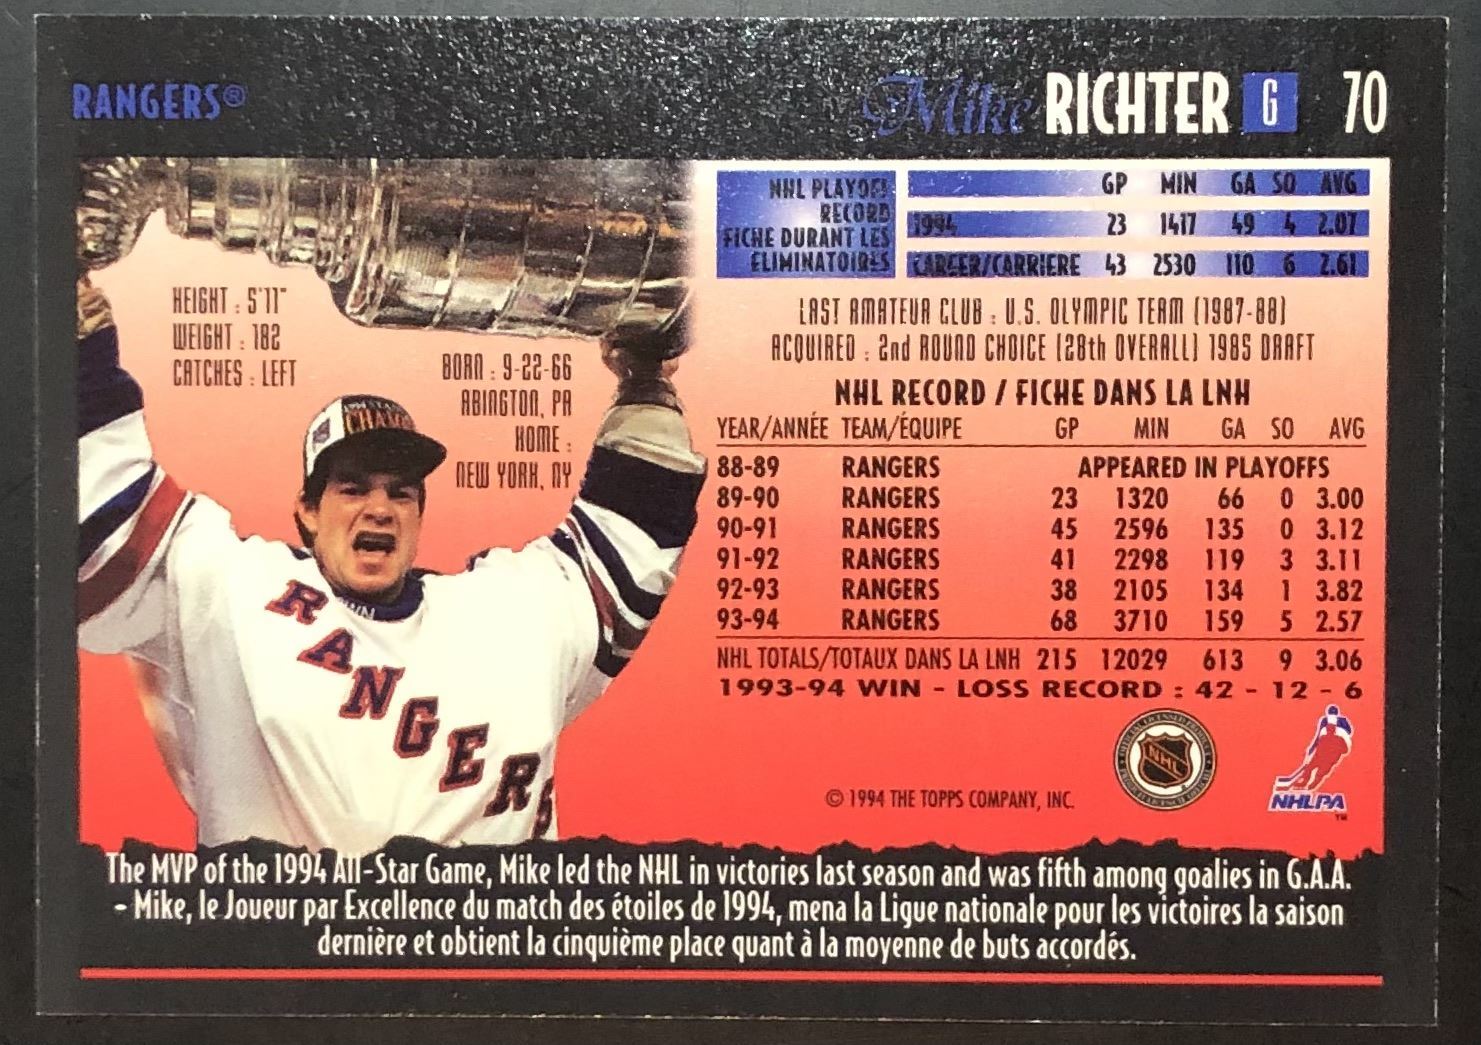 RANGERS®
Mike RICHTER G 70
HEIGHT : 5'11"
WEIGHT : 182
CATCHES : LEFT
BORN : 9-22-66
ABINGTON, PA
HOME :
NEW YORK, NY
CHAMP
RANGERS
NHL PLAYOFF
RECORD
FICHE DURANT LES
ELIMINATOIRES
GP MIN GA SO AVG
1994 23 1417 49 4 2.07
CAREER/CARRIERE 43 2530 110 6 2.61
LAST AMATEUR CLUB : U.S. OLYMPIC TEAM (1987-88)
ACQUIRED : 2nd ROUND CHOICE (28th OVERALL) 1985 DRAFT
NHL RECORD / FICHE DANS LA LNH
YEAR/ANNÉE TEAM/ÉQUIPE GP MIN GA SO AVG
88-89 RANGERS APPEARED IN PLAYOFFS
89-90 RANGERS 23 1320 66 0 3.00
90-91 RANGERS 45 2596 135 0 3.12
91-92 RANGERS 41 2298 119 3 3.11
92-93 RANGERS 38 2105 134 1 3.82
93-94 RANGERS 68 3710 159 5 2.57
NHL TOTALS/TOTAUX DANS LA LNH 215 12029 613 9 3.06
1993-94 WIN - LOSS RECORD : 42 - 12 - 6
NHL
NHLPA™
© 1994 THE TOPPS COMPANY, INC.
The MVP of the 1994 All-Star Game, Mike led the NHL in victories last season and was fifth among goalies in G.A.A.
- Mike, le Joueur par Excellence du match des étoiles de 1994, mena la Ligue nationale pour les victoires la saison
dernière et obtient la cinquième place quant à la moyenne de buts accordés.